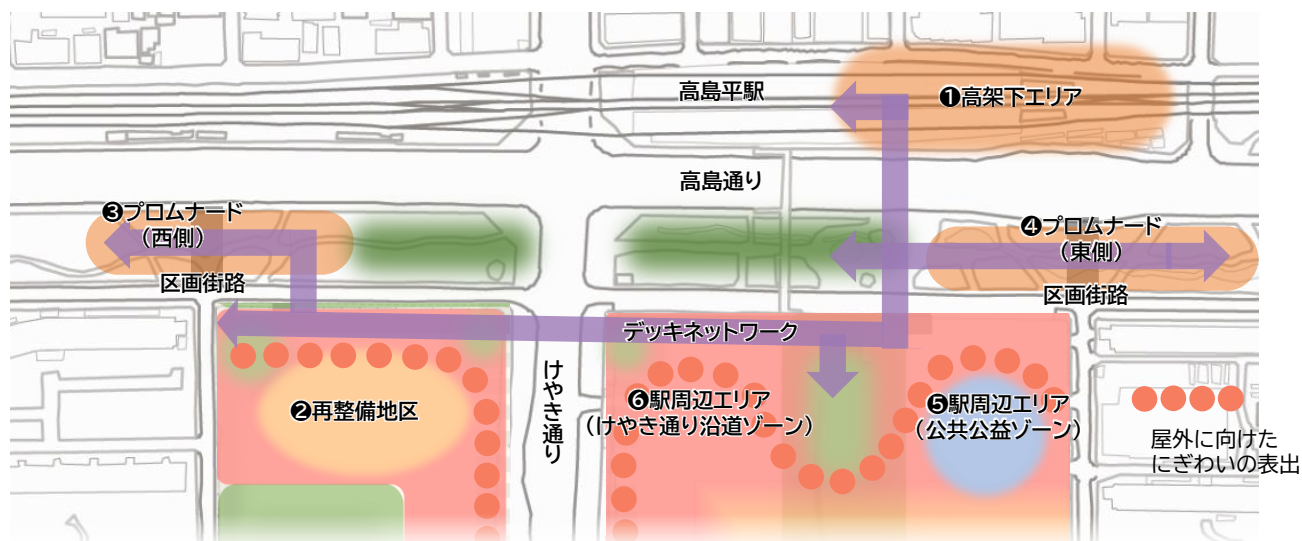 高島平駅
❶高架下エリア
高島通り
❸プロムナード
（西側）
❹プロムナード
（東側）
区画街路
区画街路
デッキネットワーク
けやき通り
❷再整備地区
❻駅周辺エリア
（けやき通り沿道ゾーン）
❺駅周辺エリア
（公共公益ゾーン）
屋外に向けた
にぎわいの表出